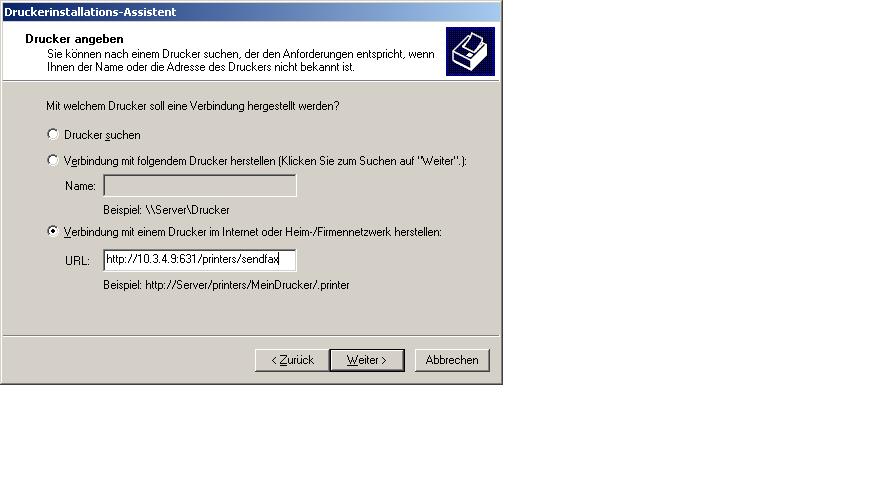 Druckerinstallations-Assistent
Drucker angeben
Sie können nach einem Drucker suchen, der den Anforderungen entspricht, wenn
Ihnen der Name oder die Adresse des Druckers nicht bekannt ist.
Mit welchem Drucker soll eine Verbindung hergestellt werden?
Drucker suchen
Verbindung mit folgendem Drucker herstellen (Klicken Sie zum Suchen auf "Weiter".):
Name:
Beispiel: \\Server\Drucker
Verbindung mit einem Drucker im Internet oder Heim-/Firmennetzwerk herstellen:
URL: http://10.3.4.9:631/printers/sendfax
Beispiel: http://Server/printers/MeinDrucker/.printer
< Zurück Weiter > Abbrechen